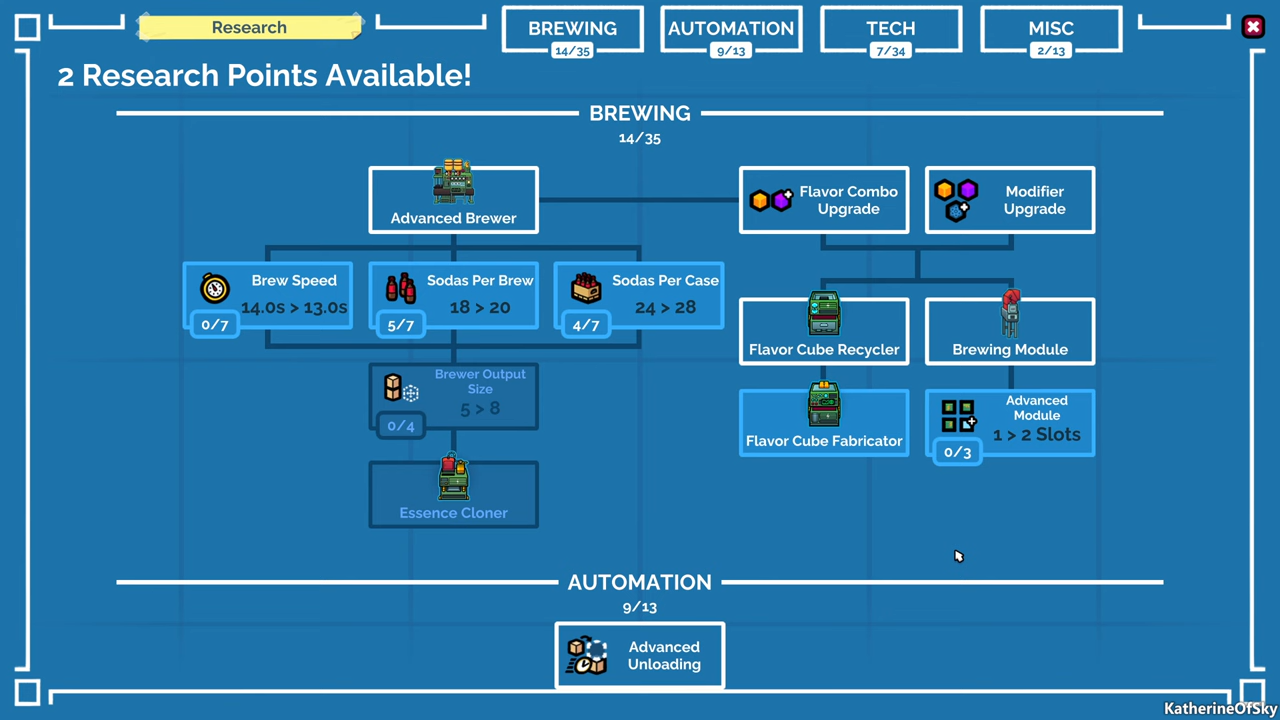 Research
BREWING
14/35
AUTOMATION
9/13
TECH
7/34
MISC
2/13
2 Research Points Available!
BREWING
14/35
Advanced Brewer
Flavor Combo
Upgrade
Modifier
Upgrade
Brew Speed
14.0s > 13.0s
0/7
Sodas Per Brew
18 > 20
5/7
Sodas Per Case
24 > 28
4/7
Flavor Cube Recycler
Brewing Module
Brewer Output
Size
5 > 8
0/4
Flavor Cube Fabricator
Advanced
Module
1 > 2 Slots
0/3
Essence Cloner
AUTOMATION
9/13
Advanced
Unloading
KatherineOfSky